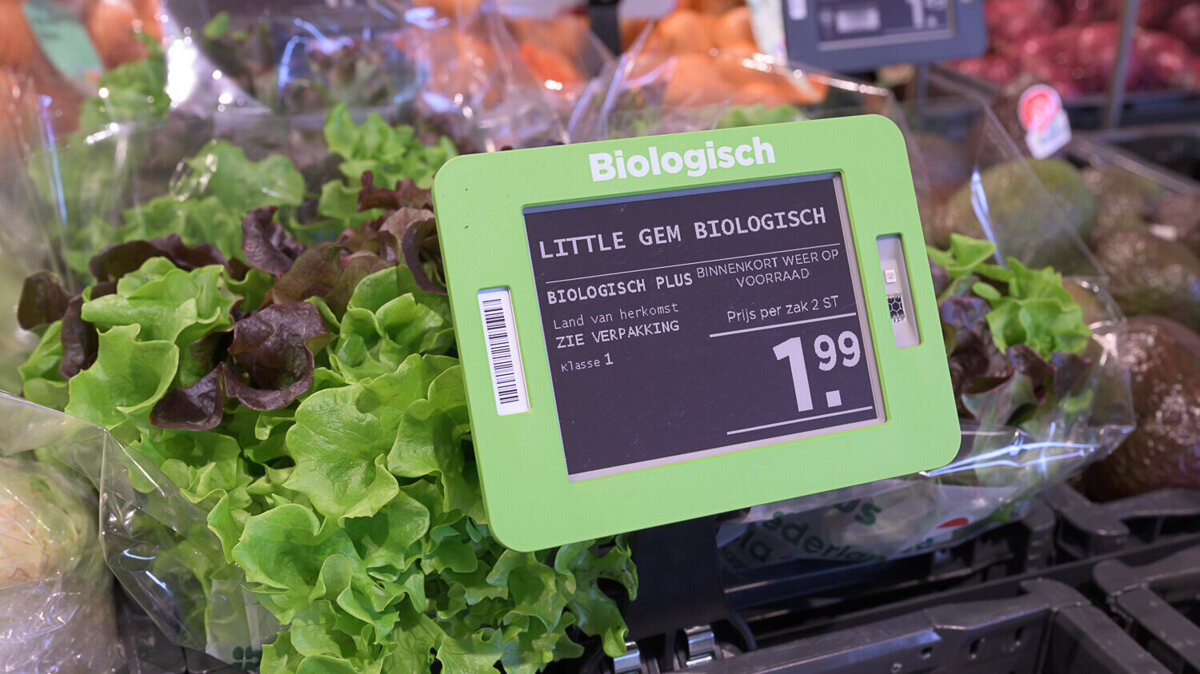 Biologisch
LITTLE GEM BIOLOGISCH
BIOLOGISCH PLUS
Land van herkomst
ZIE VERPAKKING
Klasse 1
BINNENKORT WEER OP
VOORRAAD
Prijs per zak 2 ST
1.99